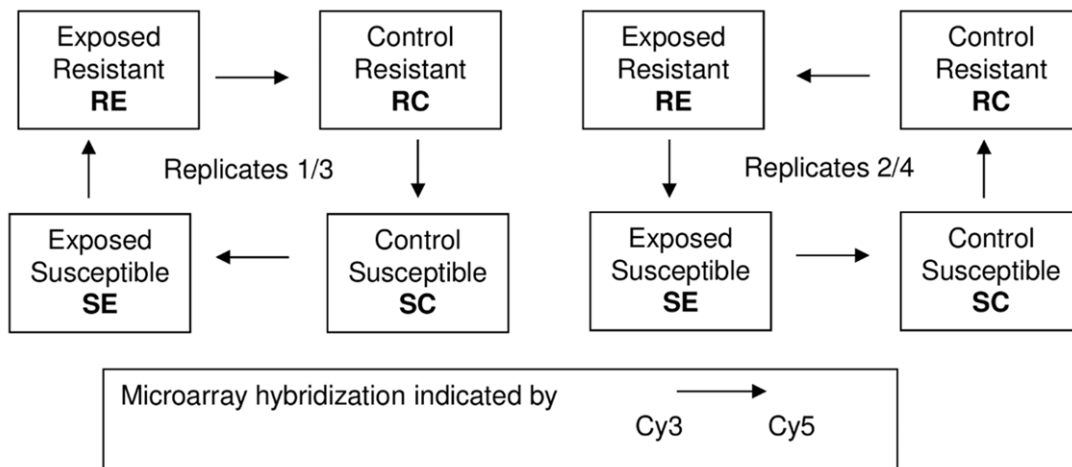 Exposed
Resistant
RE
Control
Resistant
RC
Replicates 1/3
Exposed
Susceptible
SE
Control
Susceptible
SC
Exposed
Resistant
RE
Control
Resistant
RC
Replicates 2/4
Exposed
Susceptible
SE
Control
Susceptible
SC
Microarray hybridization indicated by
Cy3 Cy5